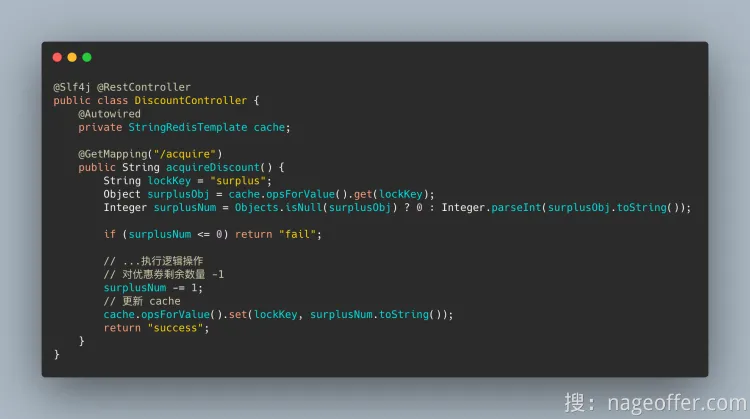 @Slf4j @RestController
public class DiscountController {
    @Autowired
    private StringRedisTemplate cache;

    @GetMapping("/acquire")
    public String acquireDiscount() {
        String lockKey = "surplus";
        Object surplusObj = cache.opsForValue().get(lockKey);
        Integer surplusNum = Objects.isNull(surplusObj) ? 0 : Integer.parseInt(surplusObj.toString());

        if (surplusNum <= 0) return "fail";

        // ...执行逻辑操作
        // 对优惠券剩余数量 -1
        surplusNum -= 1;
        // 更新 cache
        cache.opsForValue().set(lockKey, surplusNum.toString());
        return "success";
    }
}
搜：nageoffer.com